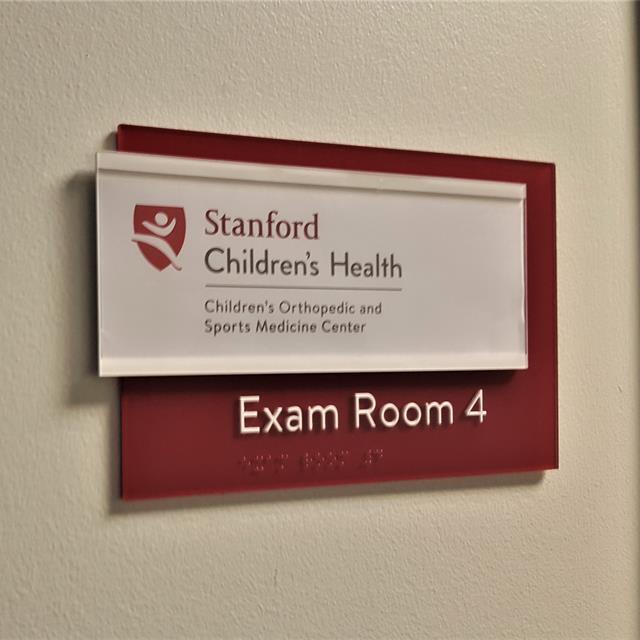 Stanford
Children's Health
Children's Orthopedic and
Sports Medicine Center
Exam Room 4